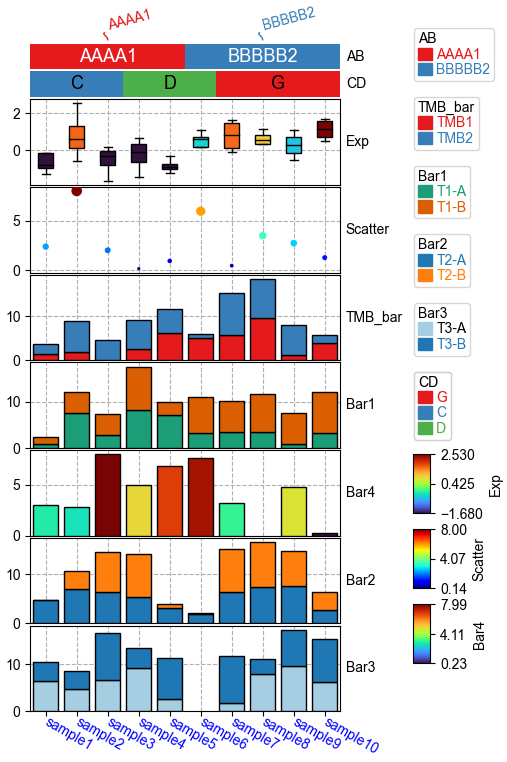 AAAA1
BBBBB2
AAAA1 BBBBB2 AB
C D G CD
2
0
Exp
5
0
Scatter
10
0
TMB_bar
10
0
Bar1
5
0
Bar4
10
0
Bar2
10
0
Bar3
sample1 sample2 sample3 sample4 sample5 sample6 sample7 sample8 sample9 sample10
AB
AAAA1
BBBBB2
TMB_bar
TMB1
TMB2
Bar1
T1-A
T1-B
Bar2
T2-A
T2-B
Bar3
T3-A
T3-B
CD
G
C
D
2.530
0.425
−1.680
Exp
8.00
4.07
0.14
Scatter
7.99
4.11
0.23
Bar4